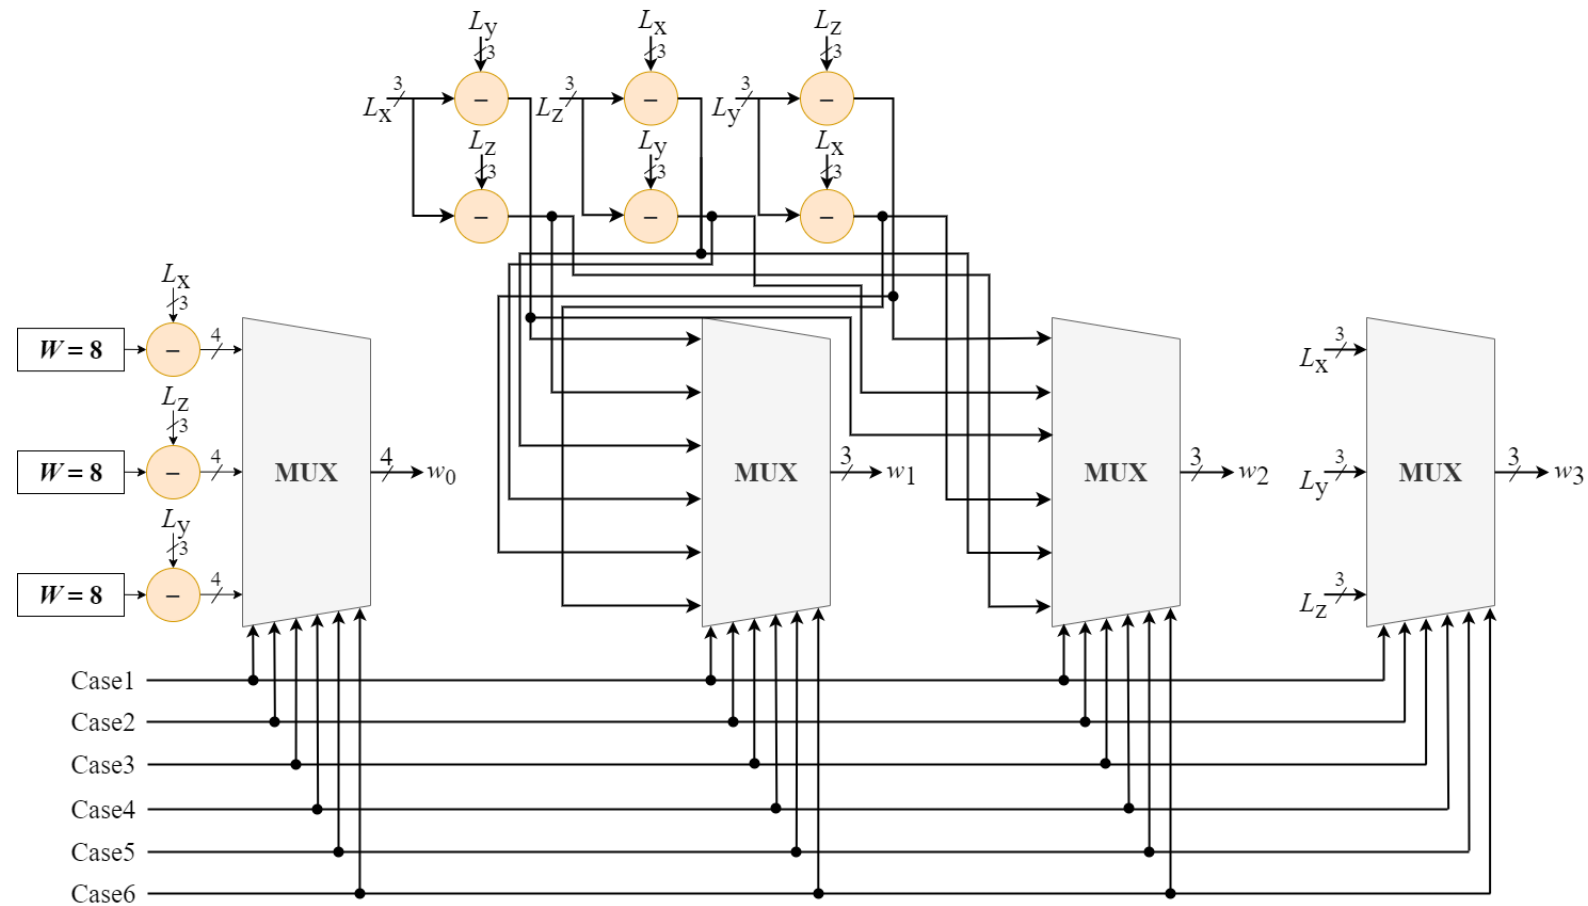 Ly Lx Lz
3 3 3
3 3 3
Lx Lz Ly
− − −
Lz Ly Lx
3 3 3
− − −
Lx
3
W = 8 − 4
Lx 3
Lz
3
W = 8 − 4 MUX 4 w0 MUX 3 w1 MUX 3 w2 Ly 3 MUX 3 w3
Ly
3
W = 8 − 4
Lz 3
Case1
Case2
Case3
Case4
Case5
Case6